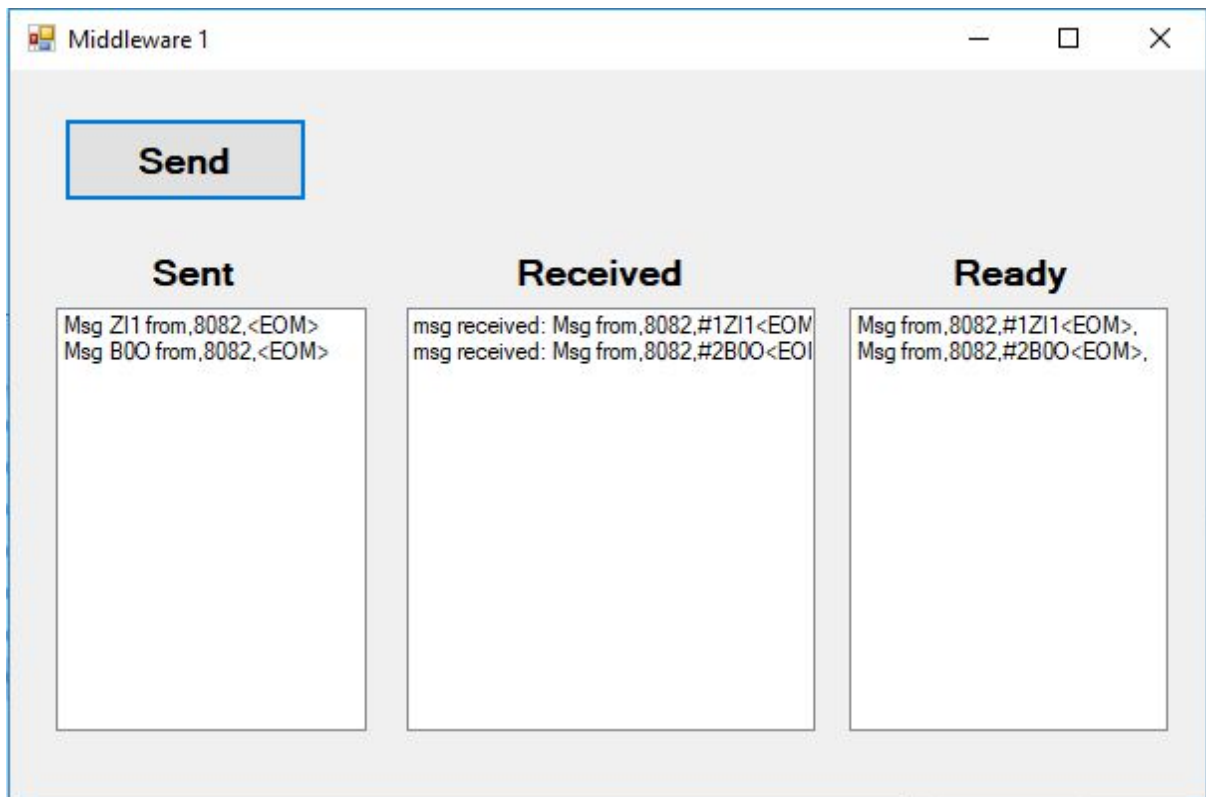 Middleware 1
Send
Sent
Received
Ready
Msg ZI1 from,8082,<EOM>
Msg B0O from,8082,<EOM>
msg received: Msg from,8082,#1ZI1<EOM
msg received: Msg from,8082,#2B0O<EOI
Msg from,8082,#1ZI1<EOM>,
Msg from,8082,#2B0O<EOM>,